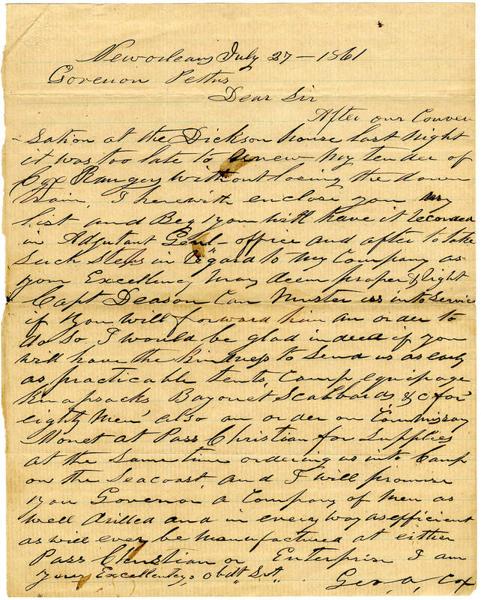 New orleans July 27 – 1861
Govenor Pettus
Dear Sir
After our Conver
sation at the Dickson house last night
it was too late to renew My tender of
Cox Rangers without losing the down
train, I herewith enclose you my
list and Beg you will have it recorded
in Adjutant Genl office and after to take
Such Steps in regard to My Company as
your Excellency May deem proper & right
Capt Deason Can Muster us into Service
if you will forward him an order to
do So I would be glad indeed if you
will have the kindness to Send us as early
as practicable tents, Camp equipage
Knapsacks Bayonet Scabbards &c for
eighty Men also an order on Commissary
at Pass Christian for Supplies
at the Same time ordering us into Camp
on the Seacoast, and I will promise
you Governor a Company of Men as
well drilled and in every way as efficient
as will ever be manufactured at either
Pass Christian or Enterprise I am
your Excellencys Obdt Svt
Geo, A, Cox